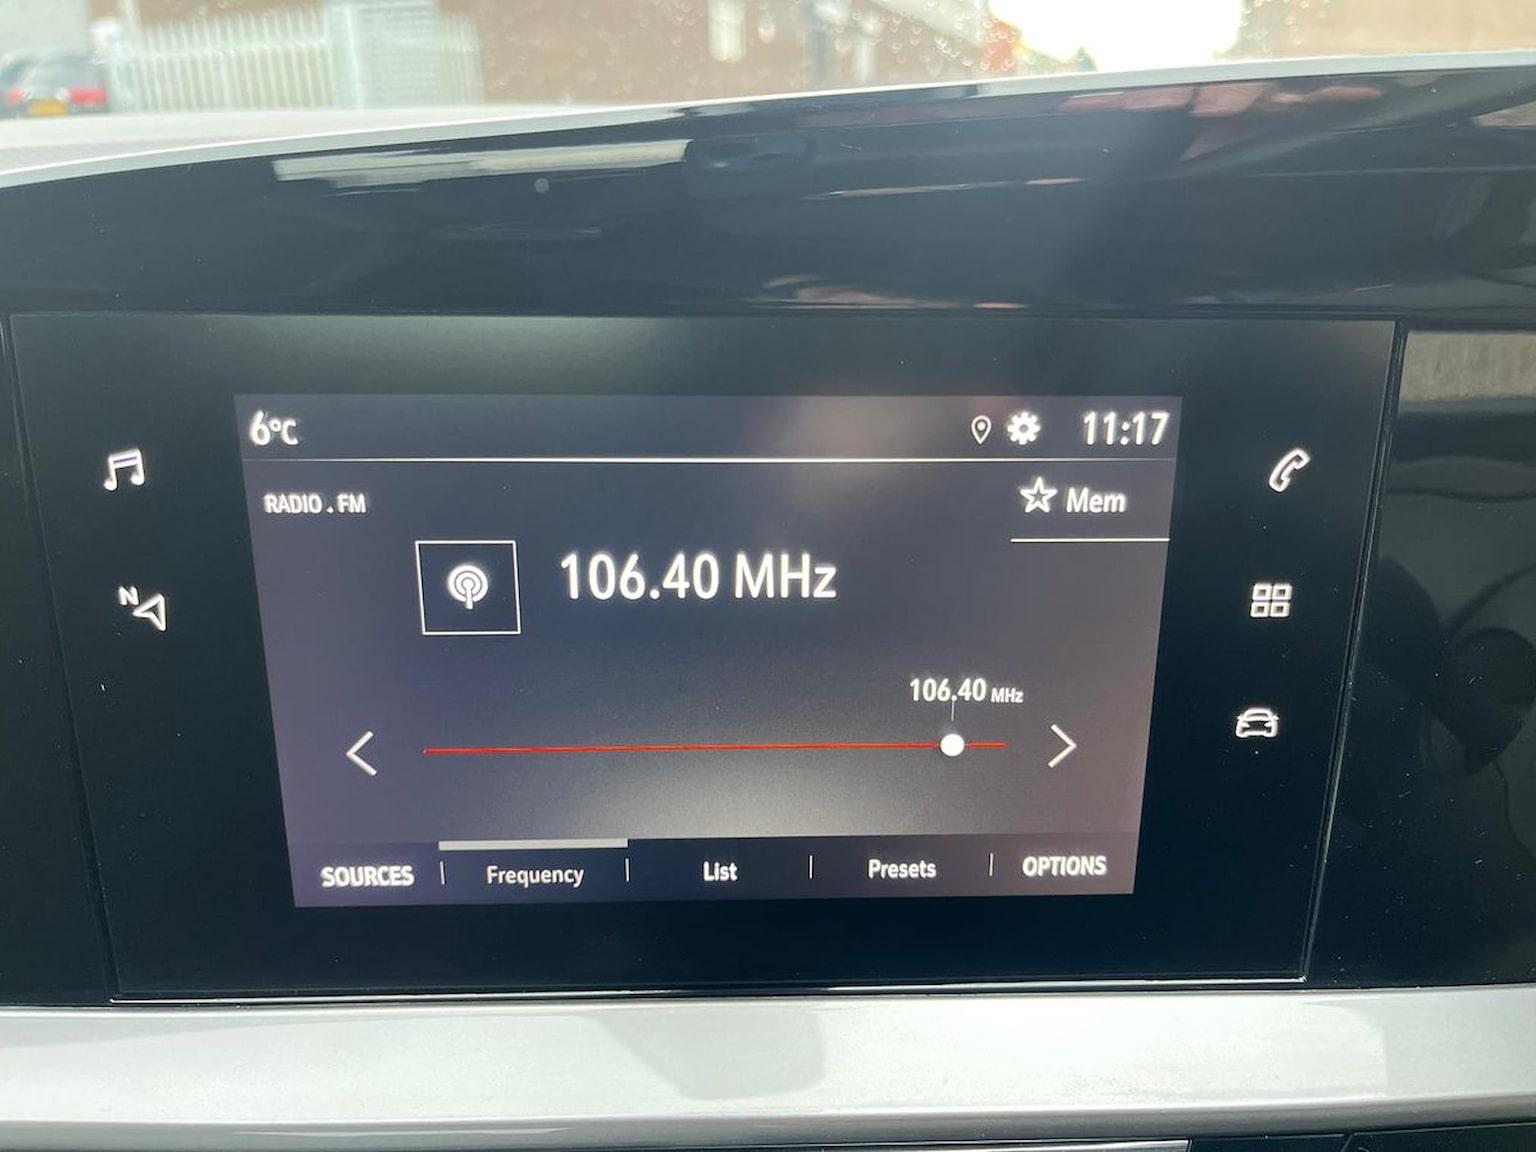 6°C
11:17
RADIO . FM
Mem
106.40 MHz
106.40 MHz
N
SOURCES
Frequency
List
Presets
OPTIONS